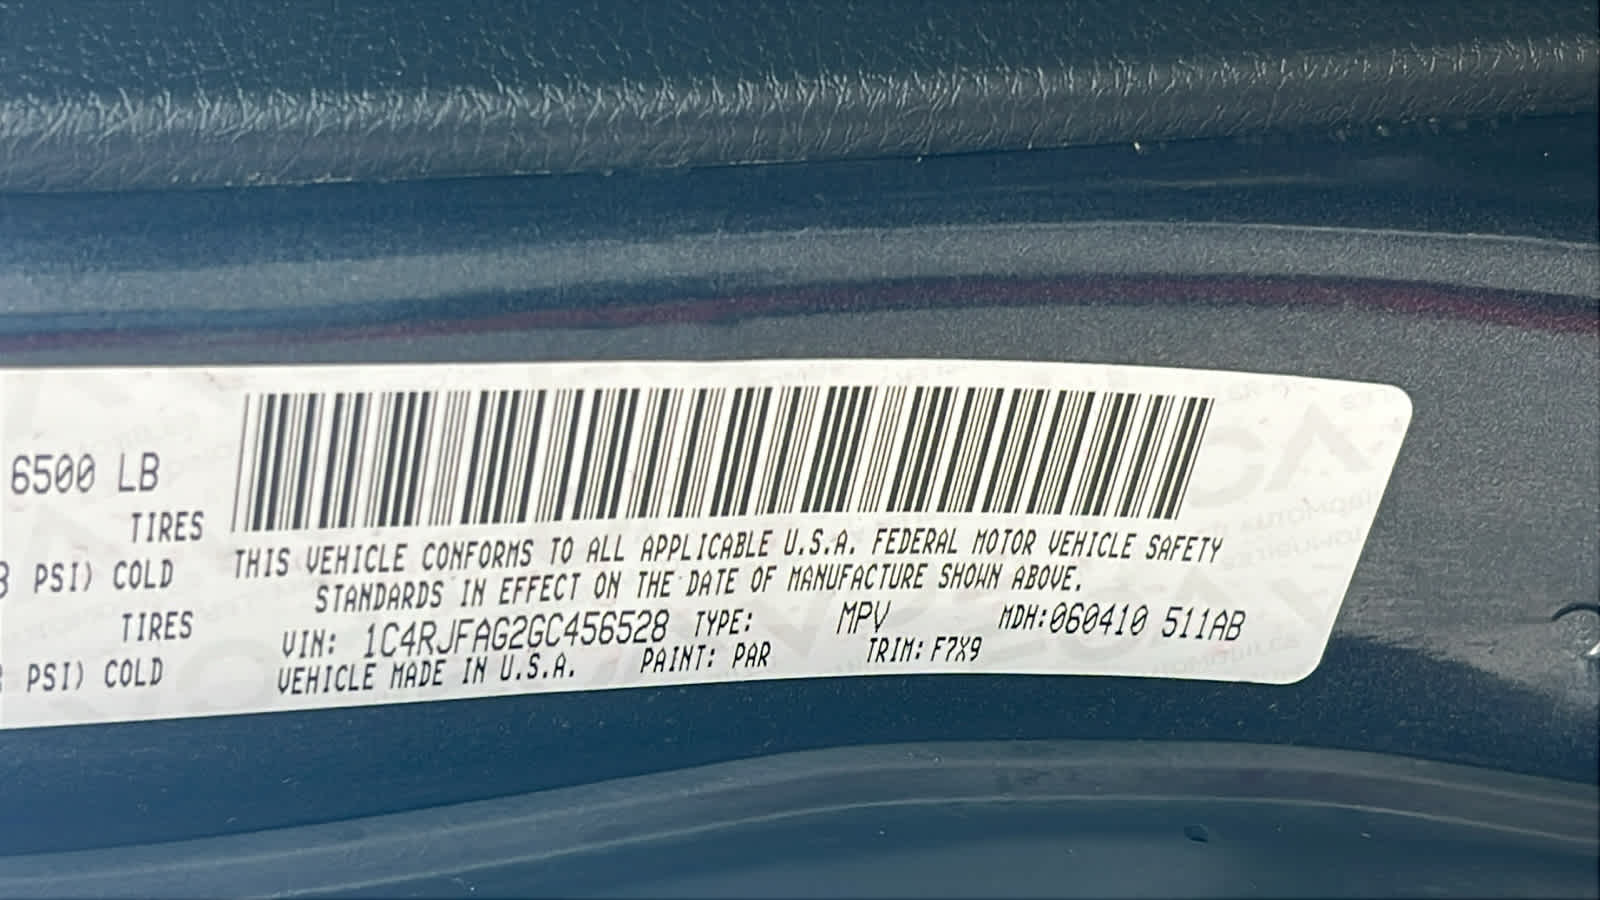 6500 LB
TIRES
PSI) COLD
TIRES
PSI) COLD
THIS VEHICLE CONFORMS TO ALL APPLICABLE U.S.A. FEDERAL MOTOR VEHICLE SAFETY
STANDARDS IN EFFECT ON THE DATE OF MANUFACTURE SHOWN ABOVE.
VIN: 1C4RJFAG2GC456528 TYPE: MPV MDH:060410 511AB
VEHICLE MADE IN U.S.A. PAINT: PAR TRIM: F7X9